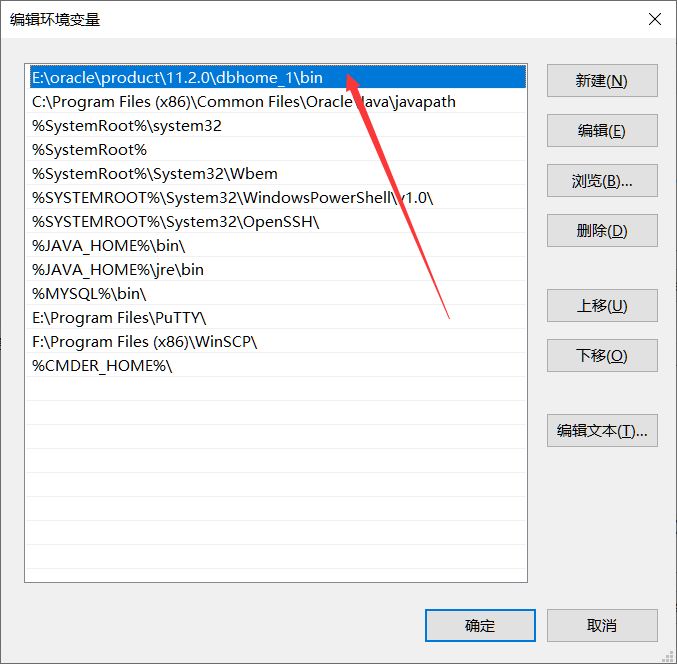 编辑环境变量
E:\oracle\product\11.2.0\dbhome_1\bin
C:\Program Files (x86)\Common Files\Oracle\Java\javapath
%SystemRoot%\system32
%SystemRoot%
%SystemRoot%\System32\Wbem
%SYSTEMROOT%\System32\WindowsPowerShell\v1.0\
%SYSTEMROOT%\System32\OpenSSH\
%JAVA_HOME%\bin\
%JAVA_HOME%\jre\bin
%MYSQL%\bin\
E:\Program Files\PuTTY\
F:\Program Files (x86)\WinSCP\
%CMDER_HOME%\
新建(N)
编辑(E)
浏览(B)...
删除(D)
上移(U)
下移(O)
编辑文本(T)...
确定
取消